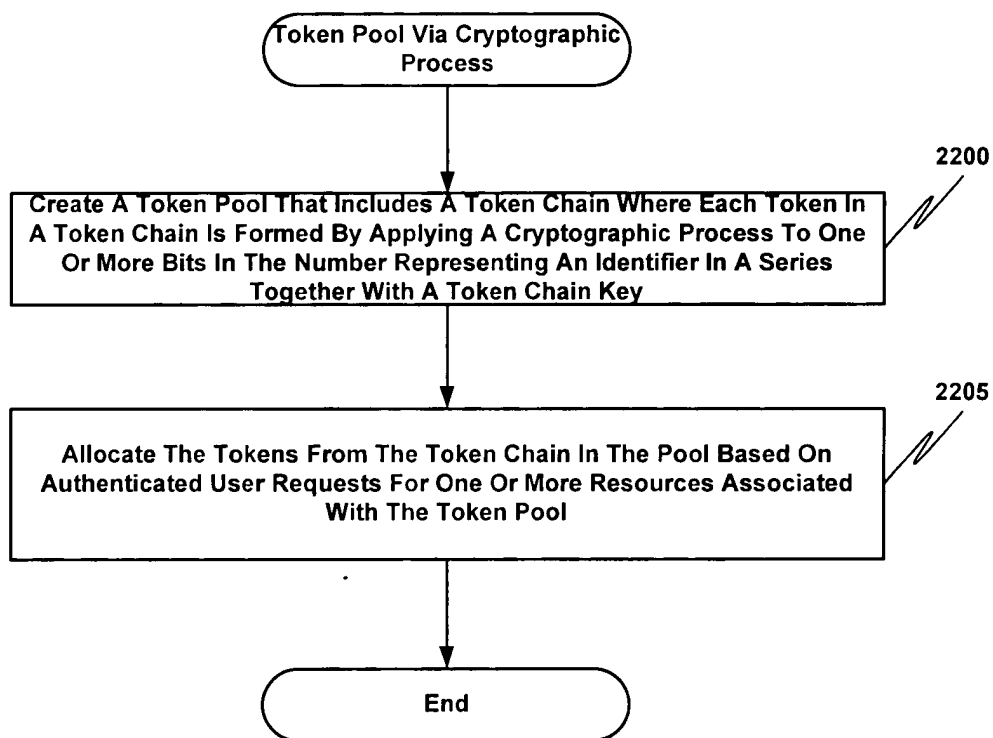 Token Pool Via Cryptographic
Process
2200
Create A Token Pool That Includes A Token Chain Where Each Token In
A Token Chain Is Formed By Applying A Cryptographic Process To One
Or More Bits In The Number Representing An Identifier In A Series
Together With A Token Chain Key
2205
Allocate The Tokens From The Token Chain In The Pool Based On
Authenticated User Requests For One Or More Resources Associated
With The Token Pool
End